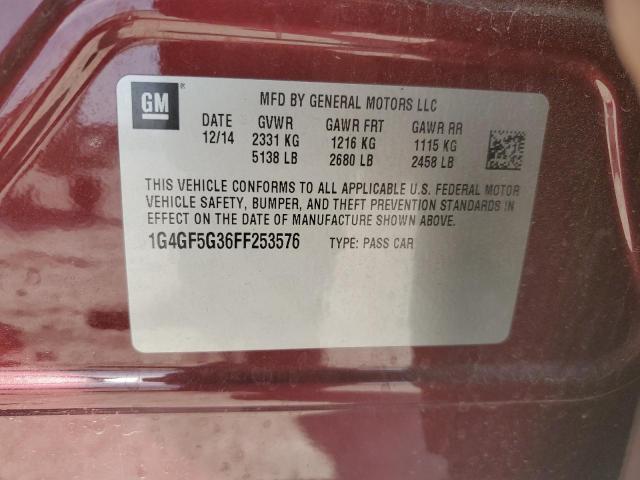 GM ® MFD BY GENERAL MOTORS LLC
DATE GVWR GAWR FRT GAWR RR
12/14 2331 KG 1216 KG 1115 KG
5138 LB 2680 LB 2458 LB
THIS VEHICLE CONFORMS TO ALL APPLICABLE U.S. FEDERAL MOTOR
VEHICLE SAFETY, BUMPER, AND THEFT PREVENTION STANDARDS IN
EFFECT ON THE DATE OF MANUFACTURE SHOWN ABOVE.
1G4GF5G36FF253576 TYPE: PASS CAR